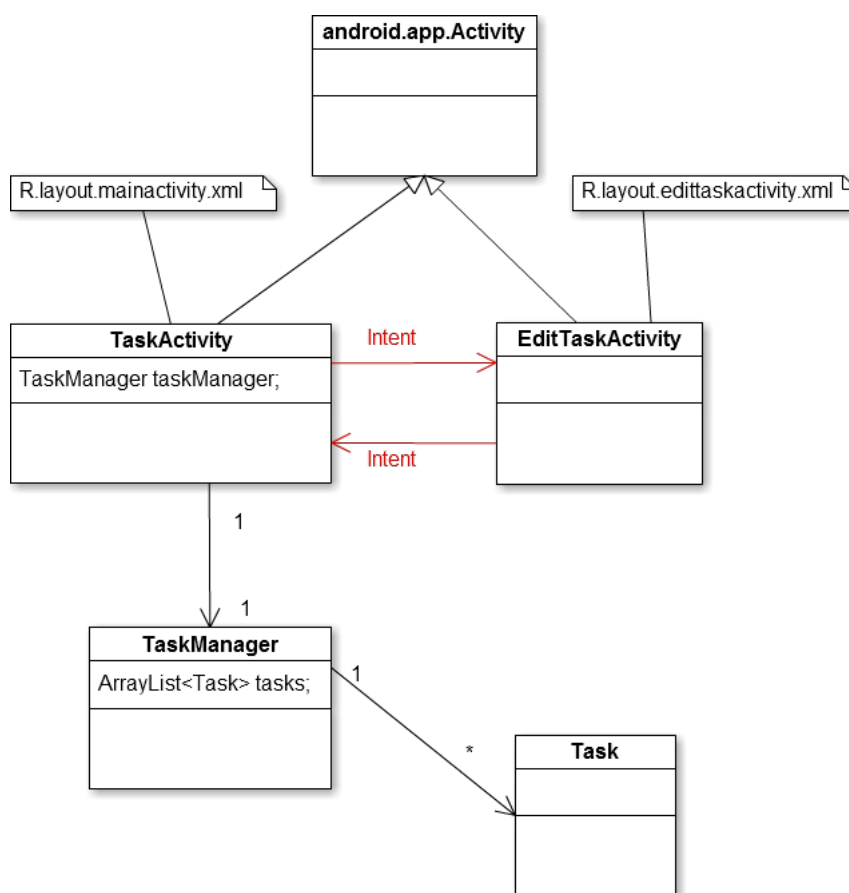 android.app.Activity
R.layout.mainactivity.xml
R.layout.edittaskactivity.xml
TaskActivity
TaskManager taskManager;
Intent
EditTaskActivity
Intent
1
1
TaskManager
ArrayList<Task> tasks;
1
*
Task